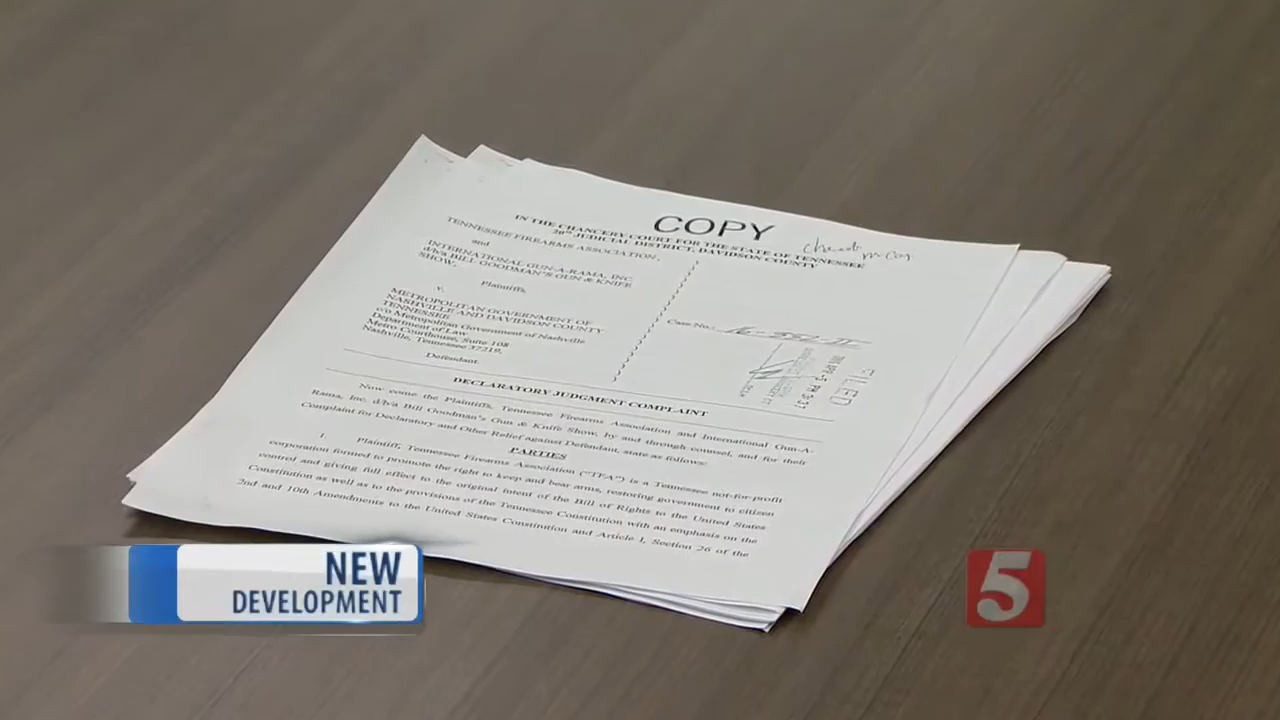 COPY
IN THE CHANCERY COURT FOR THE STATE OF TENNESSEE
20th JUDICIAL DISTRICT, DAVIDSON COUNTY
TENNESSEE FIREARMS ASSOCIATION,
and
INTERNATIONAL GUN-A-RAMA, INC.
d/b/a BILL GOODMAN'S GUN & KNIFE
SHOW,
Plaintiffs,
v.
METROPOLITAN GOVERNMENT OF
NASHVILLE AND DAVIDSON COUNTY
TENNESSEE
c/o Metropolitan Government of Nashville
Department of Law
Metro Courthouse, Suite 108
Nashville, Tennessee 37219,
Defendant.
Case No.:
FILED
DECLARATORY JUDGMENT COMPLAINT
Now come the Plaintiffs, Tennessee Firearms Association and International Gun-A-
Rama, Inc. d/b/a Bill Goodman's Gun & Knife Show, by and through counsel, and for their
Complaint for Declaratory and Other Relief against Defendant, state as follows:
PARTIES
1 Plaintiff, Tennessee Firearms Association ("TFA") is a Tennessee not-for-profit
corporation formed to promote the right to keep and bear arms, restoring government to citizen
control and giving full effect to the original intent of the Bill of Rights to the United States
Constitution as well as to the provisions of the Tennessee Constitution with an emphasis on the
2nd and 10th Amendments to the United States Constitution and Article I, Section 26 of the
NEW
DEVELOPMENT
5